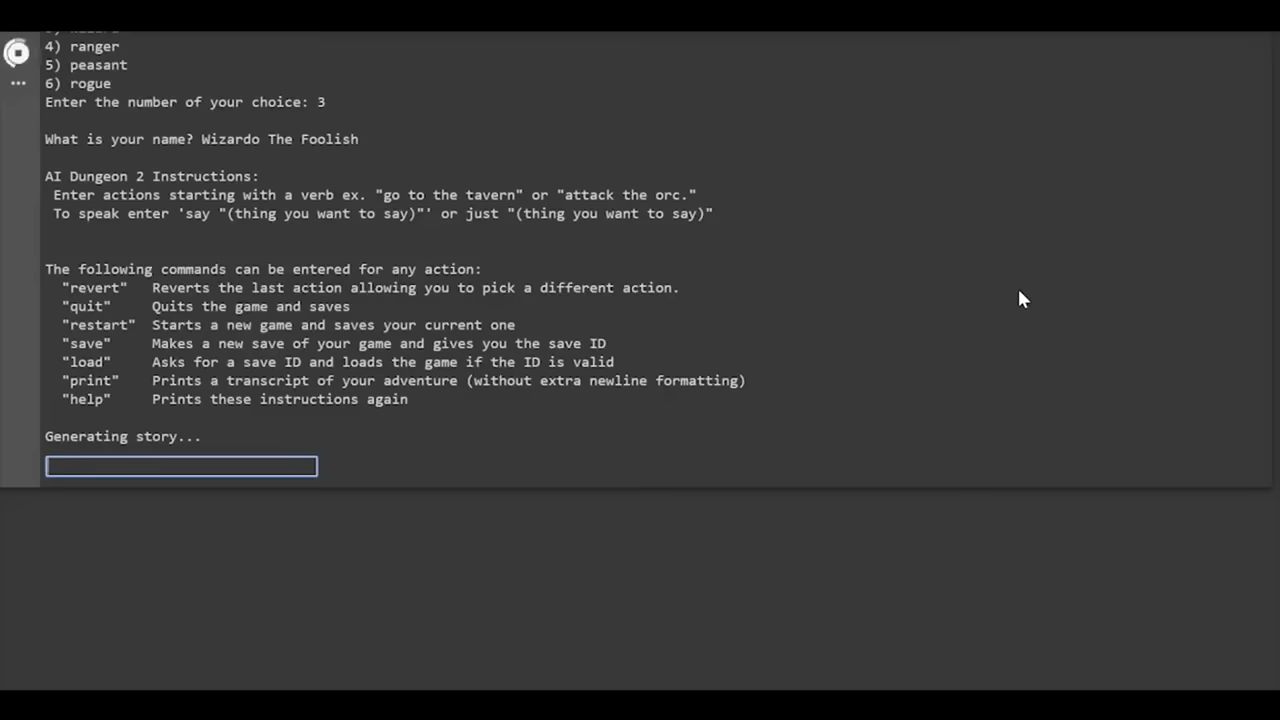 4) ranger
5) peasant
6) rogue
Enter the number of your choice: 3
What is your name? Wizardo The Foolish
AI Dungeon 2 Instructions:
Enter actions starting with a verb ex. "go to the tavern" or "attack the orc."
To speak enter 'say "(thing you want to say)"' or just "(thing you want to say)"
The following commands can be entered for any action:
"revert" Reverts the last action allowing you to pick a different action.
"quit" Quits the game and saves
"restart" Starts a new game and saves your current one
"save" Makes a new save of your game and gives you the save ID
"load" Asks for a save ID and loads the game if the ID is valid
"print" Prints a transcript of your adventure (without extra newline formatting)
"help" Prints these instructions again
Generating story...